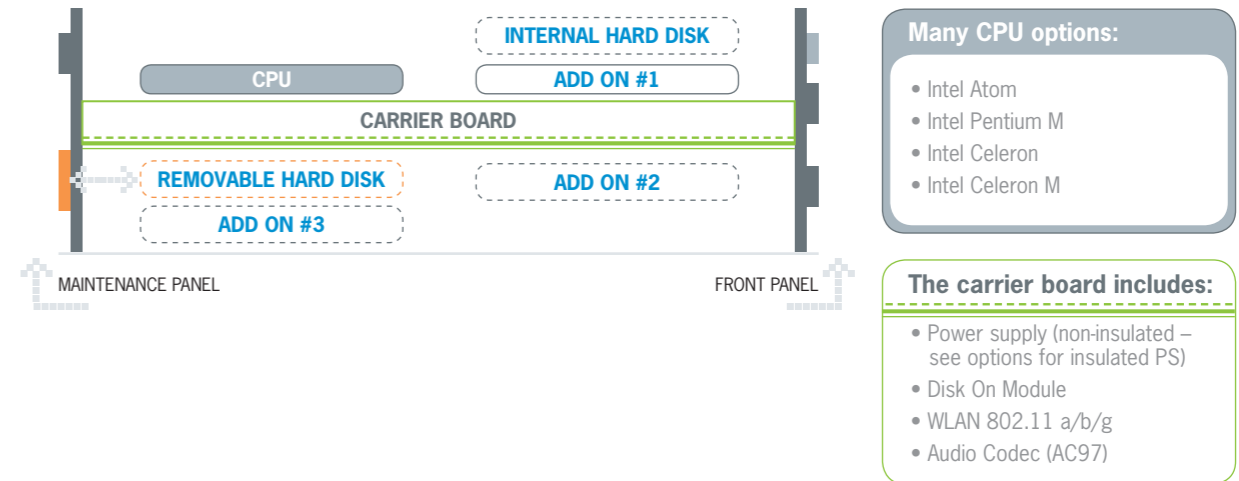 INTERNAL HARD DISK
CPU
ADD ON #1
CARRIER BOARD
REMOVABLE HARD DISK
ADD ON #2
ADD ON #3
MAINTENANCE PANEL
FRONT PANEL
Many CPU options:
• Intel Atom
• Intel Pentium M
• Intel Celeron
• Intel Celeron M
The carrier board includes:
• Power supply (non-insulated –
see options for insulated PS)
• Disk On Module
• WLAN 802.11 a/b/g
• Audio Codec (AC97)